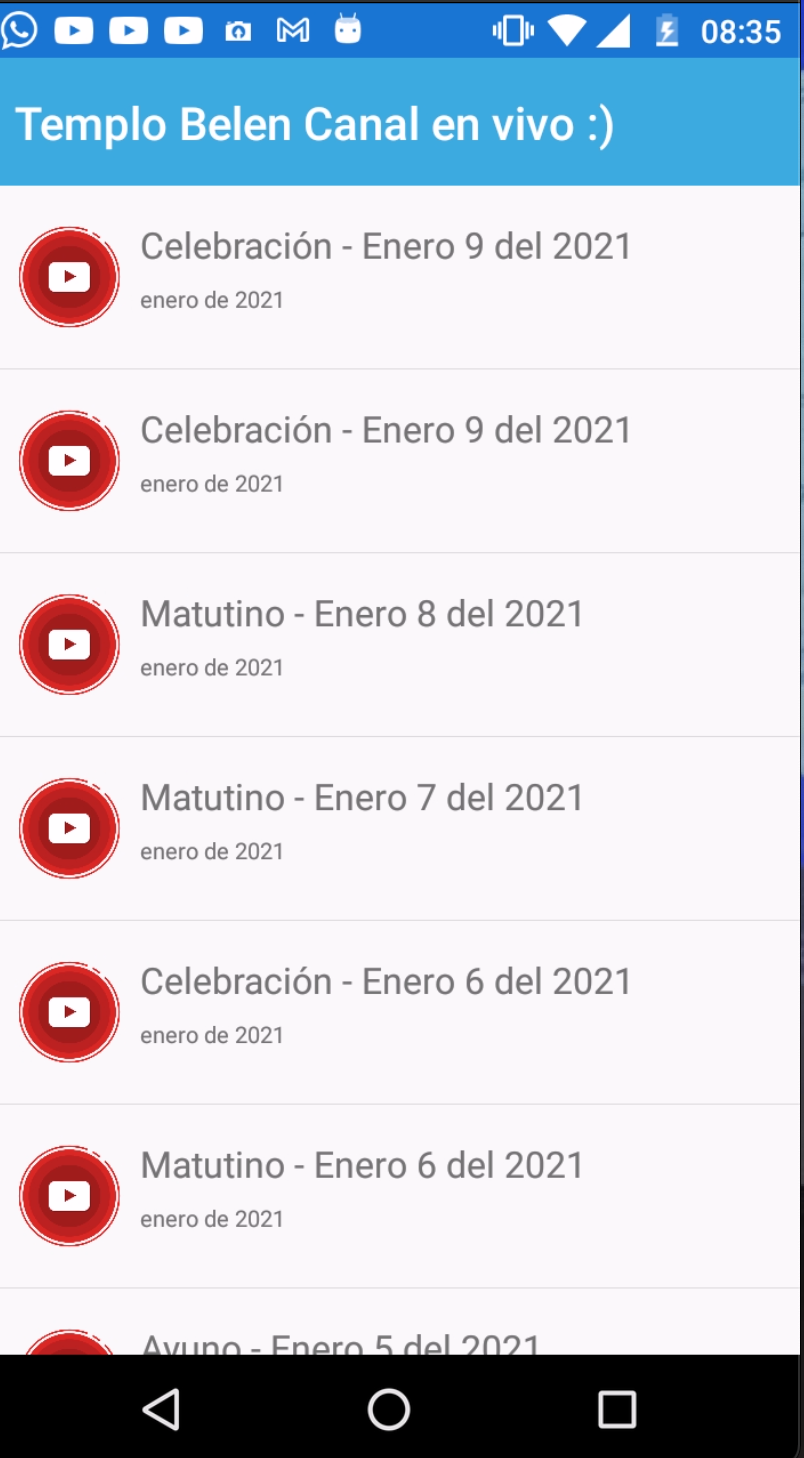 08:35
Templo Belen Canal en vivo :)
Celebración - Enero 9 del 2021
enero de 2021
Celebración - Enero 9 del 2021
enero de 2021
Matutino - Enero 8 del 2021
enero de 2021
Matutino - Enero 7 del 2021
enero de 2021
Celebración - Enero 6 del 2021
enero de 2021
Matutino - Enero 6 del 2021
enero de 2021
Ayuno - Enero 5 del 2021